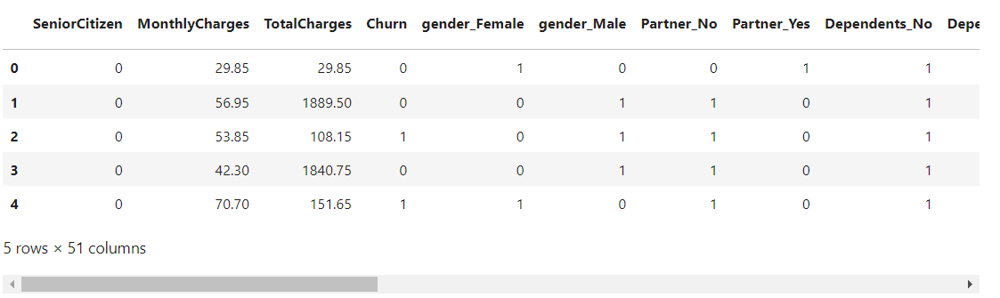 SeniorCitizen MonthlyCharges TotalCharges Churn gender_Female gender_Male Partner_No Partner_Yes Dependents_No Depe
0 0 29.85 29.85 0 1 0 0 1 1
1 0 56.95 1889.50 0 0 1 1 0 1
2 0 53.85 108.15 1 0 1 1 0 1
3 0 42.30 1840.75 0 0 1 1 0 1
4 0 70.70 151.65 1 1 0 1 0 1
5 rows × 51 columns